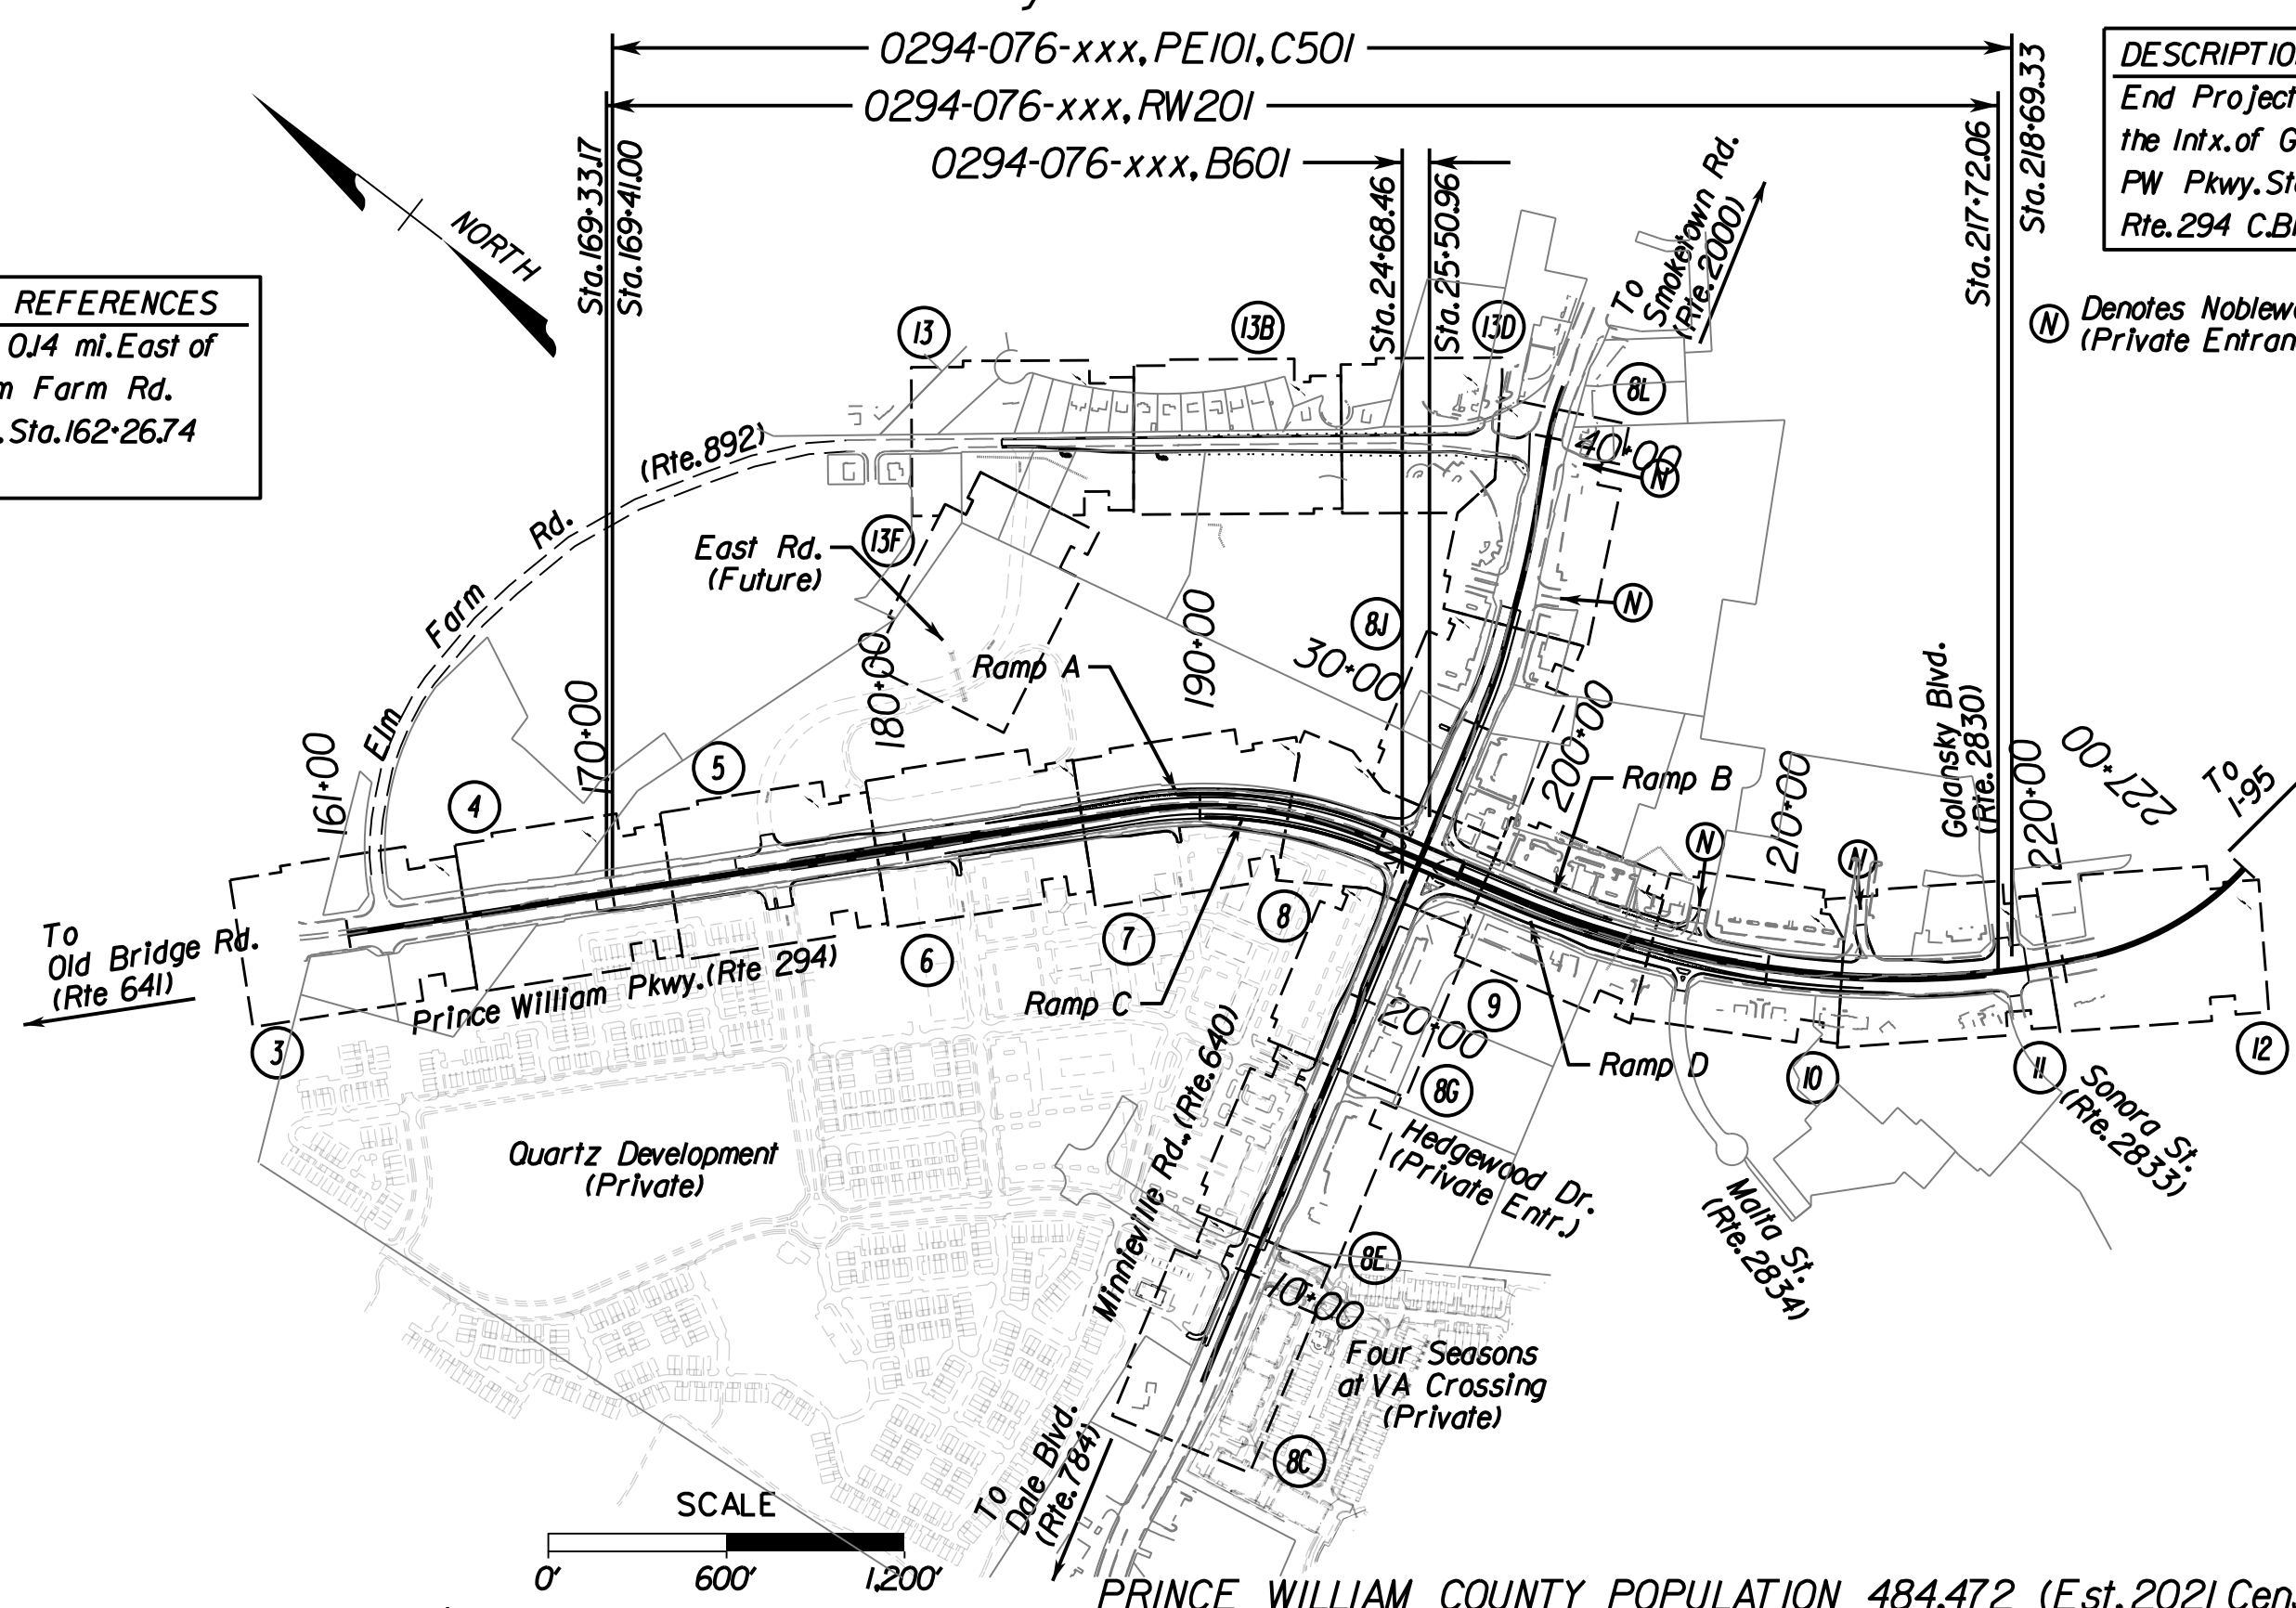 0294-076-xxx, PE101, C501
0294-076-xxx, RW201
0294-076-xxx, B601
Sta. 169+33.17
Sta. 169+41.00
Sta. 24+68.46
Sta. 25+50.96
Sta. 217+72.06
Sta. 218+69.33
DESCRIPTIO
End Project
the Intx. of G
PW Pkwy. St
Rte. 294 C.B
N Denotes Noblew
(Private Entran
NORTH
REFERENCES
0.14 mi. East of
m Farm Rd.
. Sta. 162+26.74
To
Smoketown Rd.
(Rte. 2000)
13
13B
13D
8L
40+00
N
(Rte. 892)
Rd.
Farm
Elm
East Rd.
(Future)
13F
N
8J
30+00
Ramp A
161+00
170+00
180+00
190+00
200+00
210+00
220+00
227+00
Golansky Blvd.
(Rte. 2830)
To
I-95
4
5
Ramp B
N
N
To
Old Bridge Rd.
(Rte 641)
Prince William Pkwy. (Rte 294)
3
6
7
8
9
10
11
12
Ramp C
20+00
Ramp D
8G
Minnieville Rd., (Rte. 640)
Hedgewood Dr.
(Private Entr.)
Sonora St.
(Rte. 2833)
Malta St.
(Rte. 2834)
Quartz Development
(Private)
8E
10+00
Four Seasons
at VA Crossing
(Private)
8C
To
Dale Blvd.
(Rte. 784)
SCALE
0' 600' 1,200'
PRINCE WILLIAM COUNTY POPULATION 484,472 (Est. 2021 Cen